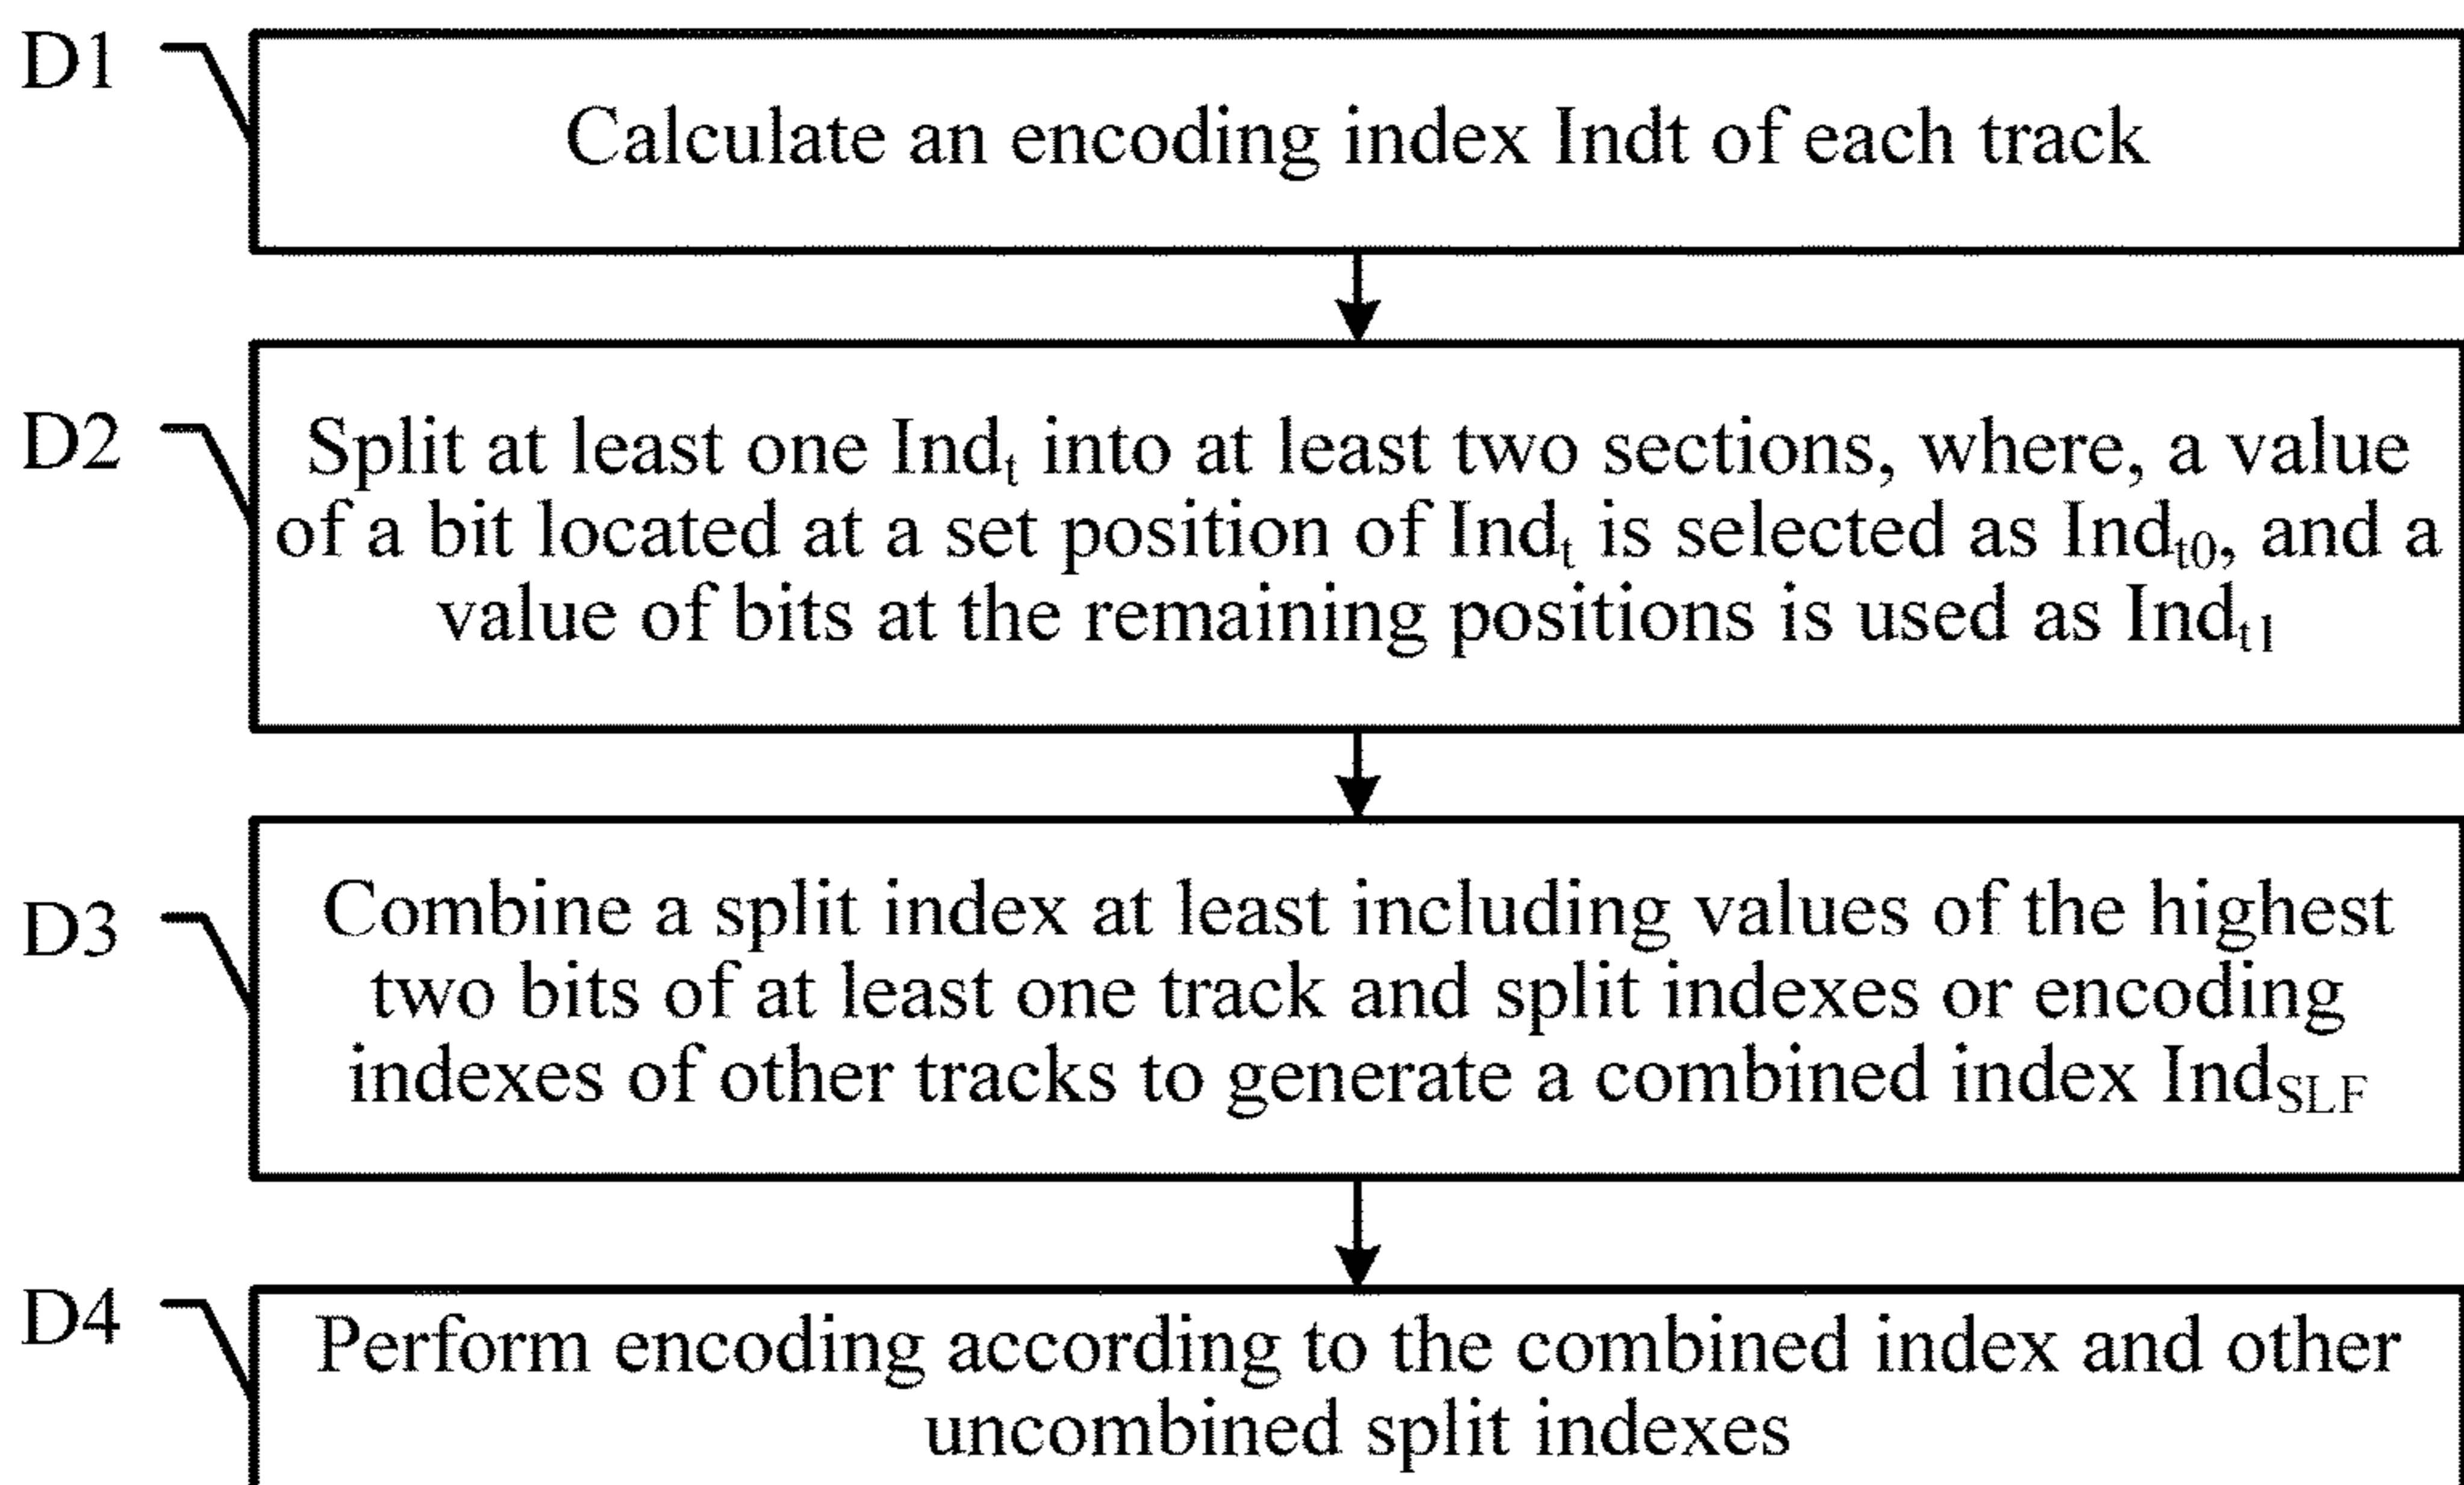 D1
Calculate an encoding index Indt of each track
D2
Split at least one Indt into at least two sections, where, a value
of a bit located at a set position of Indt is selected as Indt0, and a
value of bits at the remaining positions is used as Indt1
D3
Combine a split index at least including values of the highest
two bits of at least one track and split indexes or encoding
indexes of other tracks to generate a combined index IndSLF
D4
Perform encoding according to the combined index and other
uncombined split indexes